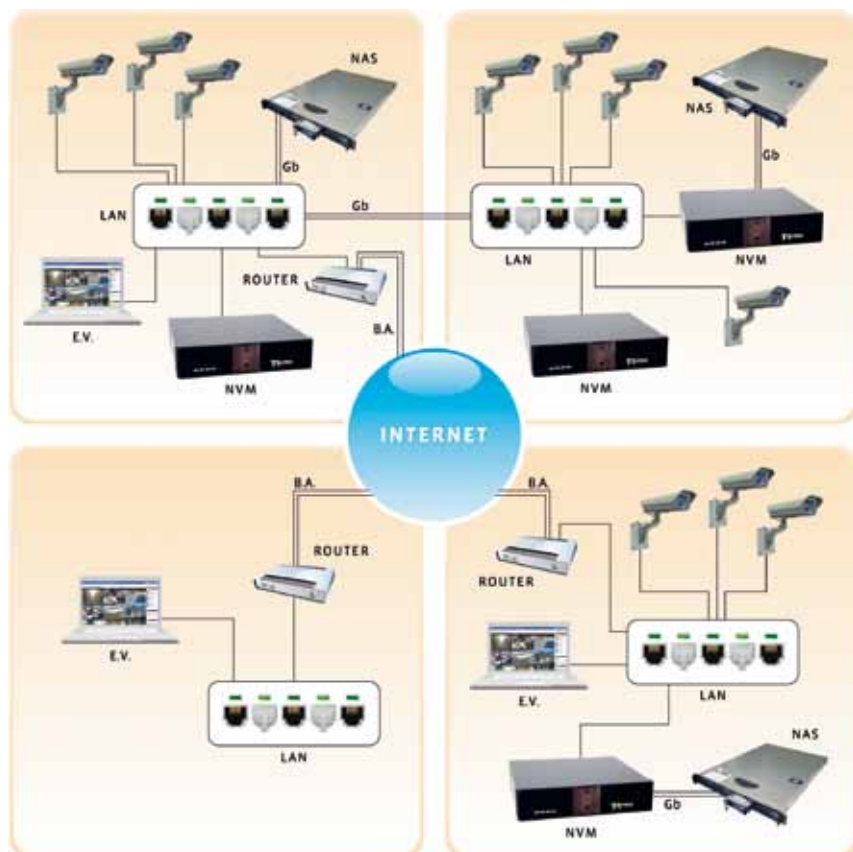 NAS
Gb
LAN
Gb
ROUTER
B.A.
E.V.
NVM
NAS
Gb
LAN
NVM
NVM
INTERNET
B.A.
ROUTER
E.V.
LAN
B.A.
ROUTER
E.V.
LAN
NAS
Gb
NVM